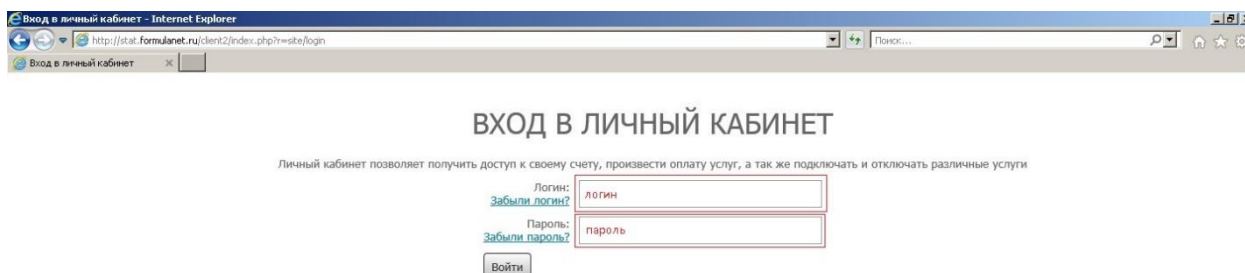 Вход в личный кабинет - Internet Explorer
http://stat.formulanet.ru/client2/index.php?r=site/login
Поиск...
Вход в личный кабинет
ВХОД В ЛИЧНЫЙ КАБИНЕТ
Личный кабинет позволяет получить доступ к своему счету, произвести оплату услуг, а так же подключать и отключать различные услуги
Логин:
Забыли логин?
логин
Пароль:
Забыли пароль?
пароль
Войти